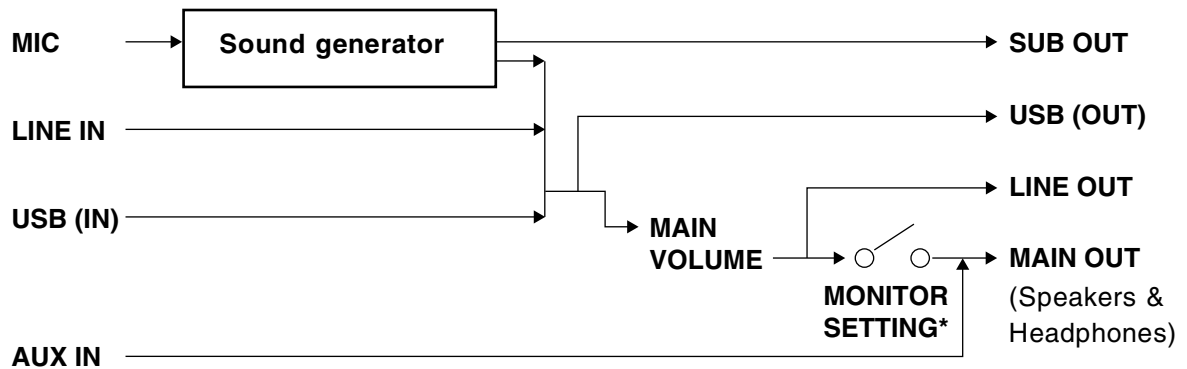 MIC
Sound generator
SUB OUT
LINE IN
USB (OUT)
USB (IN)
LINE OUT
MAIN
VOLUME
MAIN OUT
(Speakers &
Headphones)
MONITOR
SETTING*
AUX IN